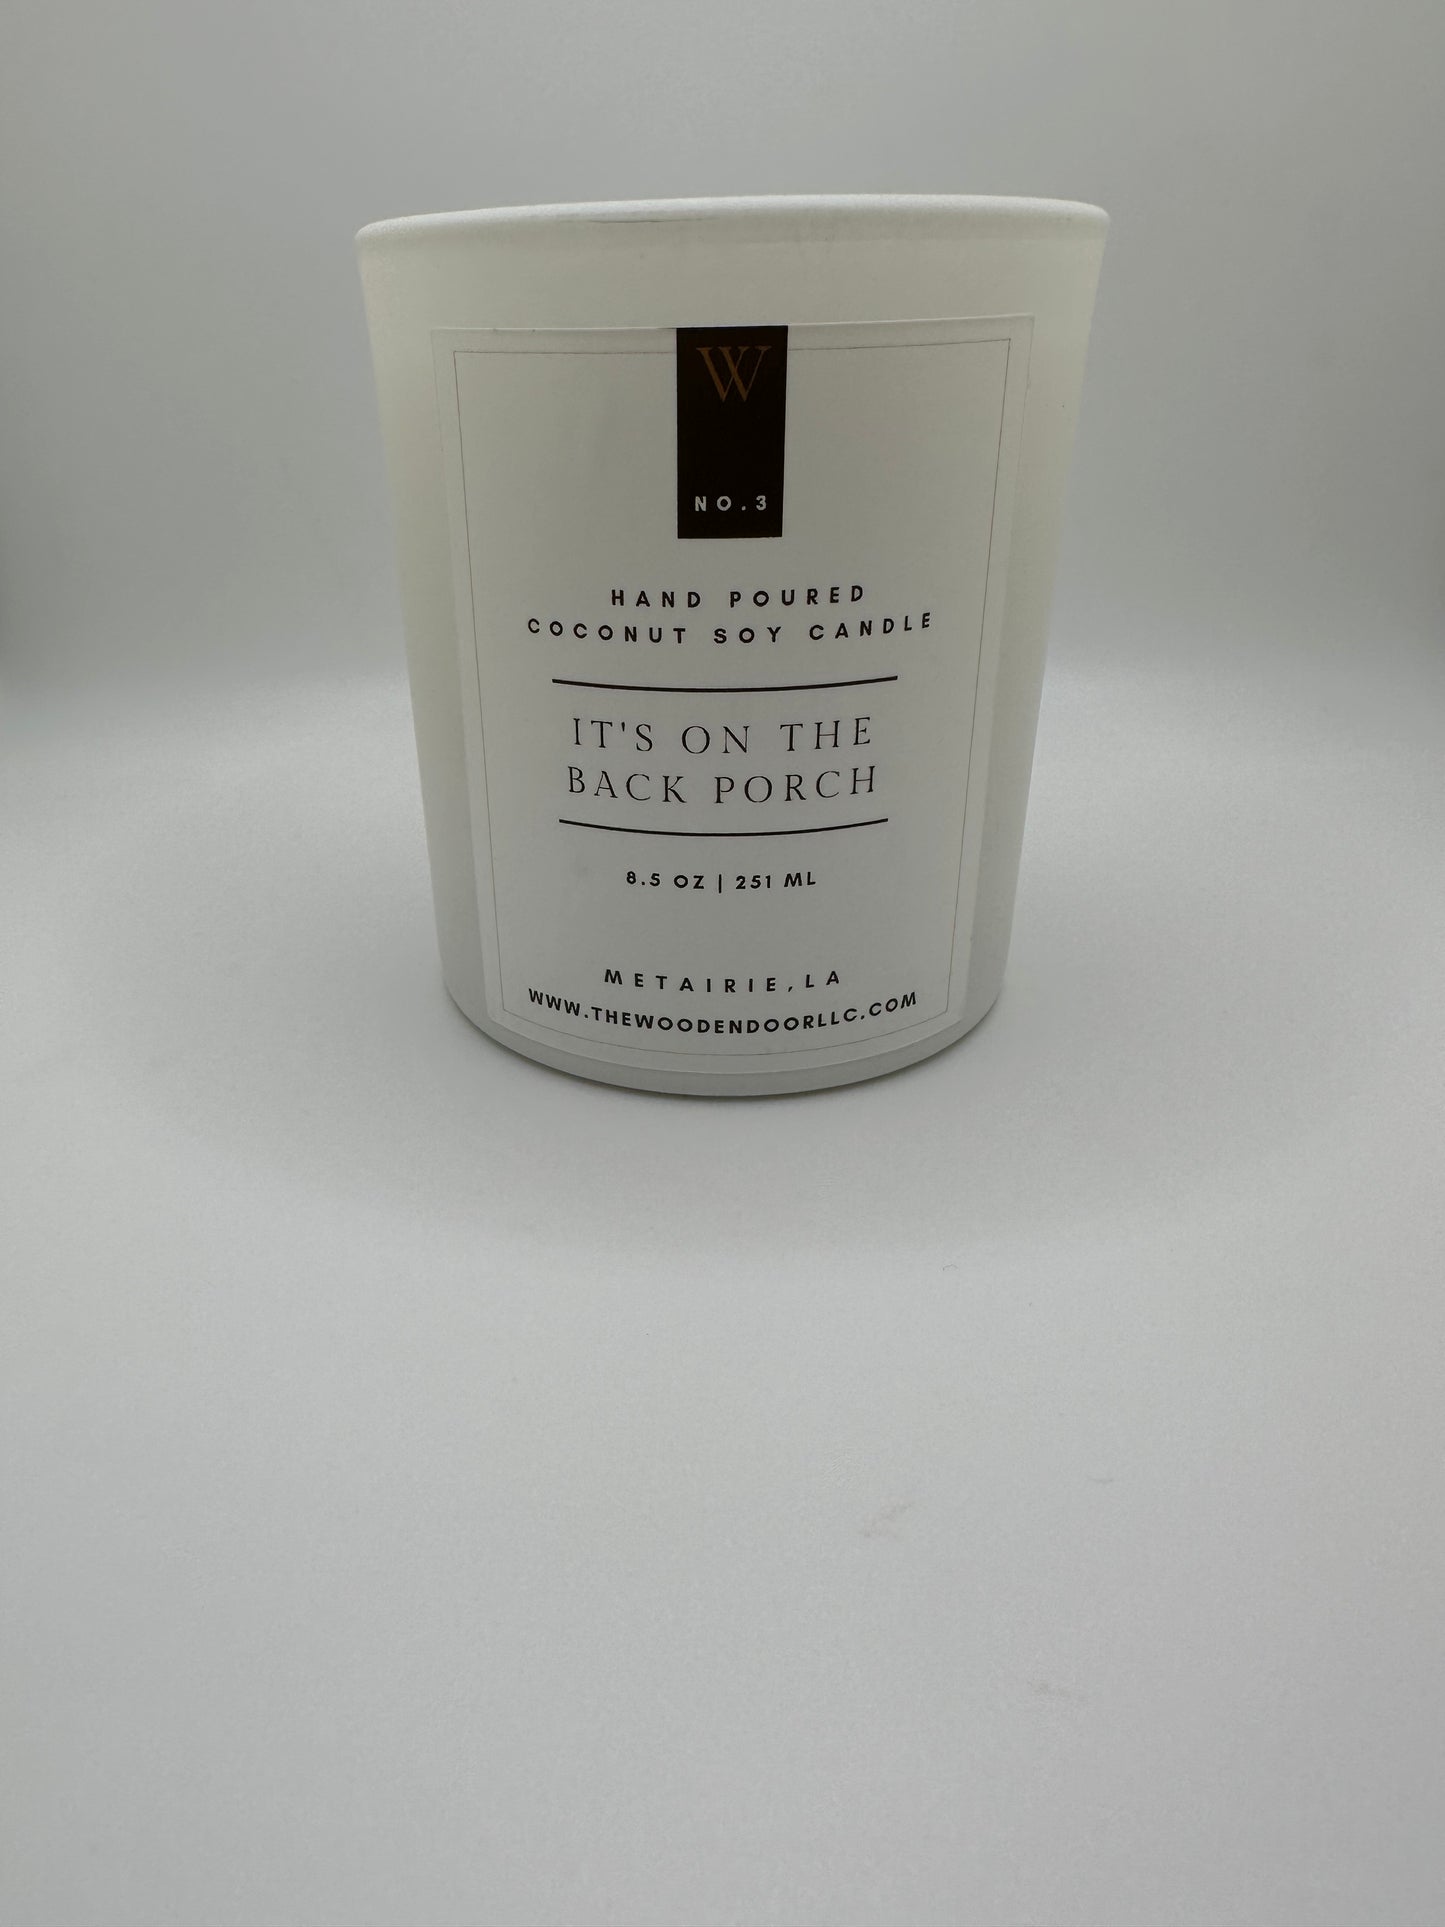 W
NO.3
HAND POURED
COCONUT SOY CANDLE
IT'S ON THE
BACK PORCH
8.5 OZ | 251 ML
METAIRIE, LA
WWW.THEWOODENDOORLLC.COM